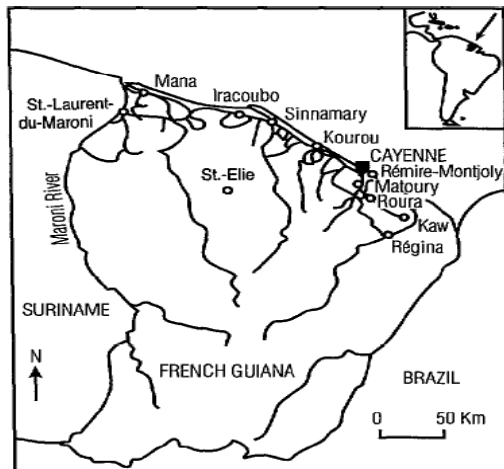 Mana
St.-Laurent-
du-Maroni
Iracoubo
Sinnamary
Kourou
CAYENNE
Rémire-Montjoly
Matoury
Roura
St.-Elie
Kaw
Régina
Maroni River
SURINAME
N
FRENCH GUIANA
BRAZIL
0 50 Km